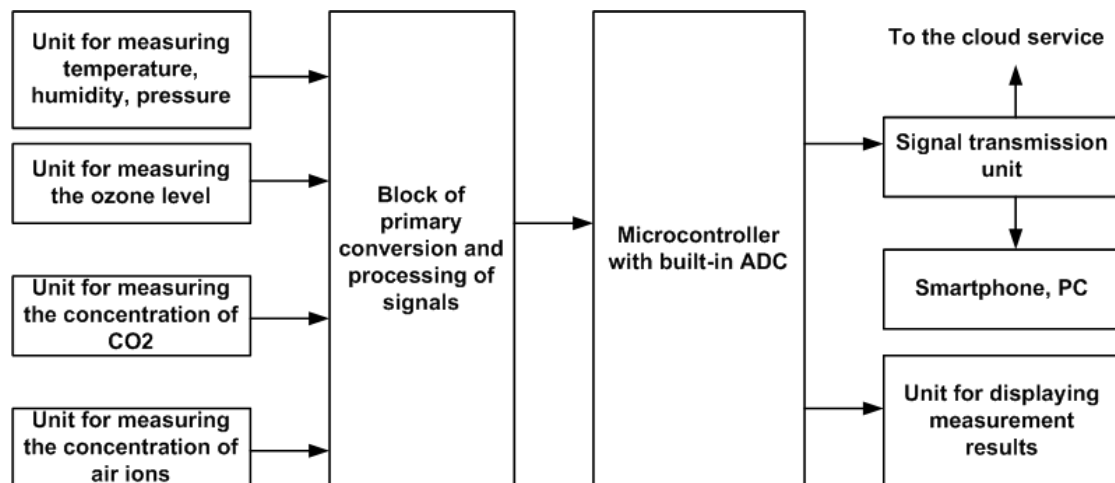 Unit for measuring
temperature,
humidity, pressure
Unit for measuring
the ozone level
Unit for measuring
the concentration of
CO2
Unit for measuring
the concentration of
air ions
Block of
primary
conversion and
processing of
signals
Microcontroller
with built-in ADC
To the cloud service
Signal transmission
unit
Smartphone, PC
Unit for displaying
measurement
results